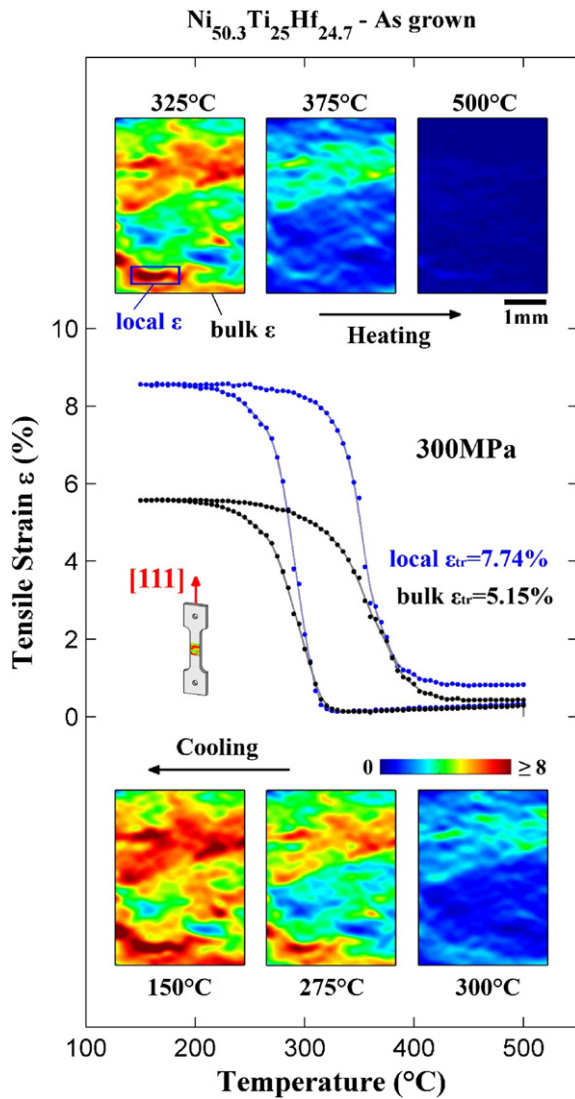 Ni50.3Ti25Hf24.7 - As grown
325°C 375°C 500°C
local ε bulk ε Heating 1mm
10
8
6
4
2
0
Tensile Strain ε (%)
300MPa
local εtr=7.74%
bulk εtr=5.15%
[111]
Cooling
0 ≥ 8
150°C 275°C 300°C
100 200 300 400 500
Temperature (°C)